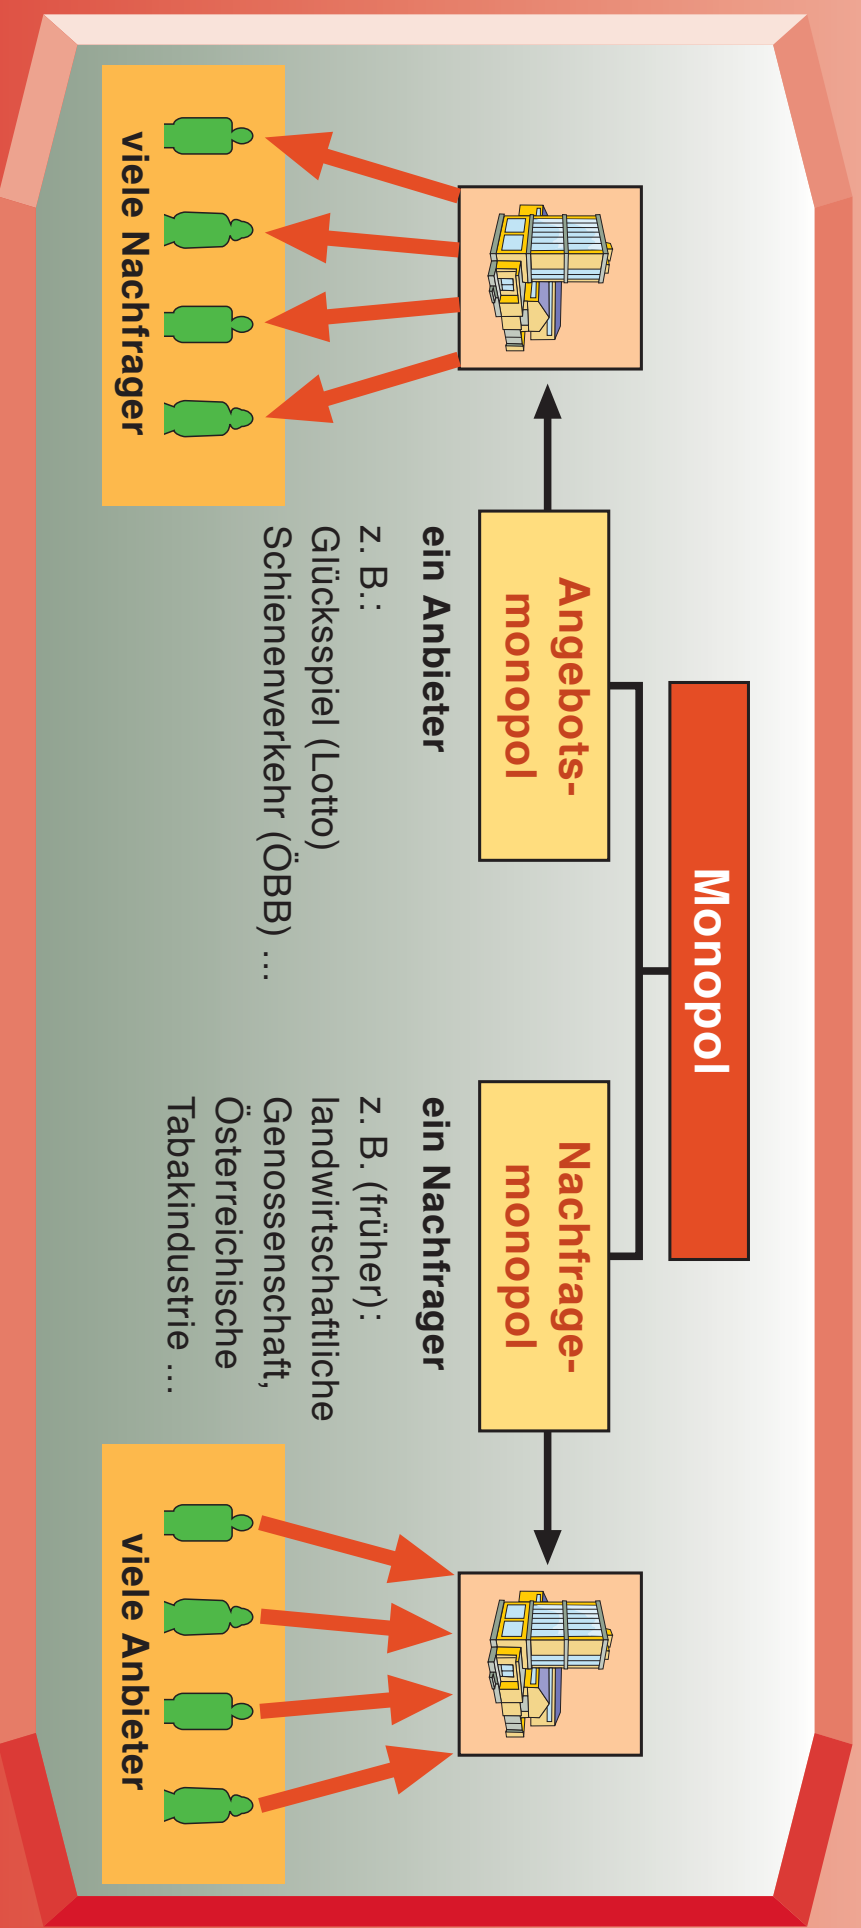 Monopol
Angebots-
monopol
ein Anbieter
z. B.:
Glücksspiel (Lotto)
Schienenverkehr (ÖBB) ...
viele Nachfrager
Nachfrage-
monopol
ein Nachfrager
z. B. (früher):
landwirtschaftliche
Genossenschaft,
Österreichische
Tabakindustrie ...
viele Anbieter